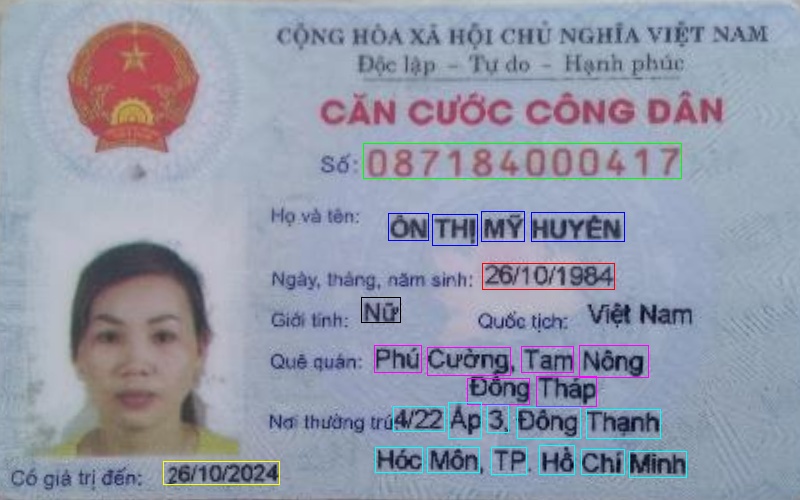 CỘNG HÒA XÃ HỘI CHỦ NGHĨA VIỆT NAM
Độc lập - Tự do - Hạnh phúc
CĂN CƯỚC CÔNG DÂN
Số: 087184000417
Họ và tên: ÔN THỊ MỸ HUYỀN
Ngày, tháng, năm sinh: 26/10/1984
Giới tính: Nữ Quốc tịch: Việt Nam
Quê quán: Phú Cường, Tam Nông
Đồng Tháp
Nơi thường trú: 4/22 Ấp 3, Đông Thạnh
Hóc Môn, TP. Hồ Chí Minh
Có giá trị đến: 26/10/2024